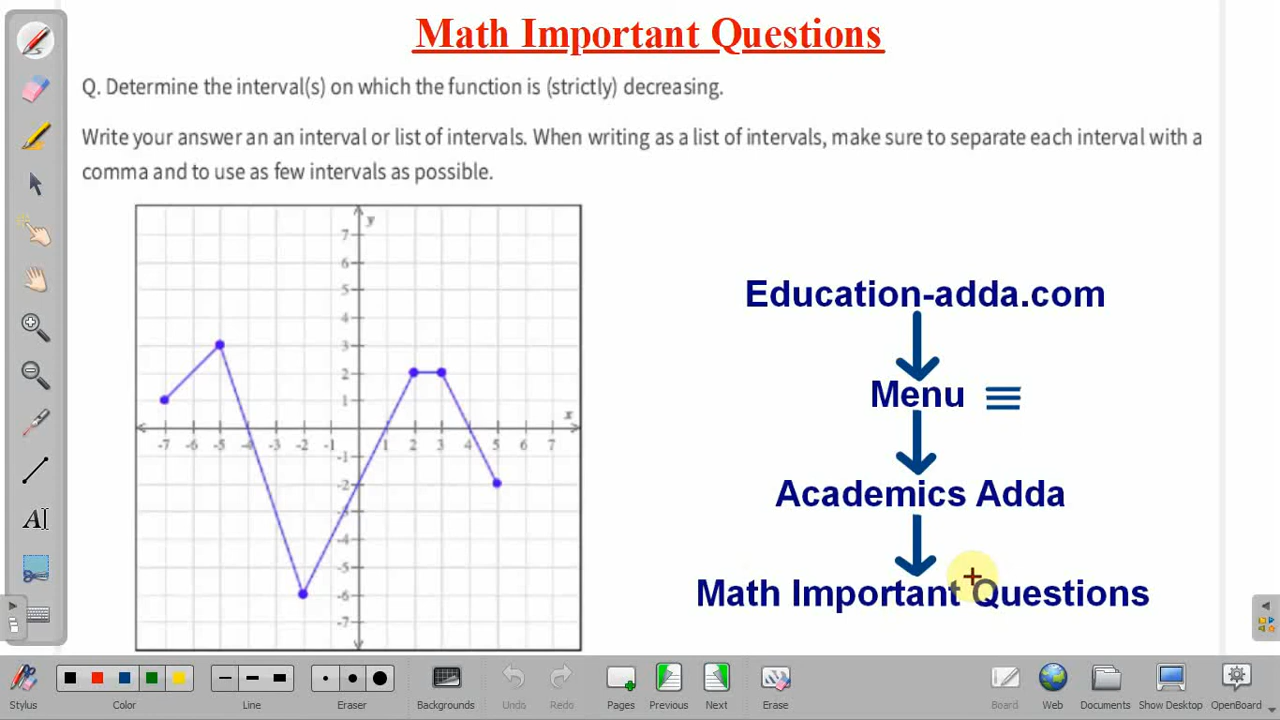 Math Important Questions
Q. Determine the interval(s) on which the function is (strictly) decreasing.
Write your answer an an interval or list of intervals. When writing as a list of intervals, make sure to separate each interval with a
comma and to use as few intervals as possible.
y
7
6
5
4
3
2
1
x
-7 -6 -5 -4 -3 -2 -1 1 2 3 4 5 6 7
-1
-2
-3
-4
-5
-6
-7
Education-adda.com
Menu
Academics Adda
Math Important Questions
AI
Stylus Color Line Eraser Backgrounds Undo Redo Pages Previous Next Erase Board Web Documents Show Desktop OpenBoard